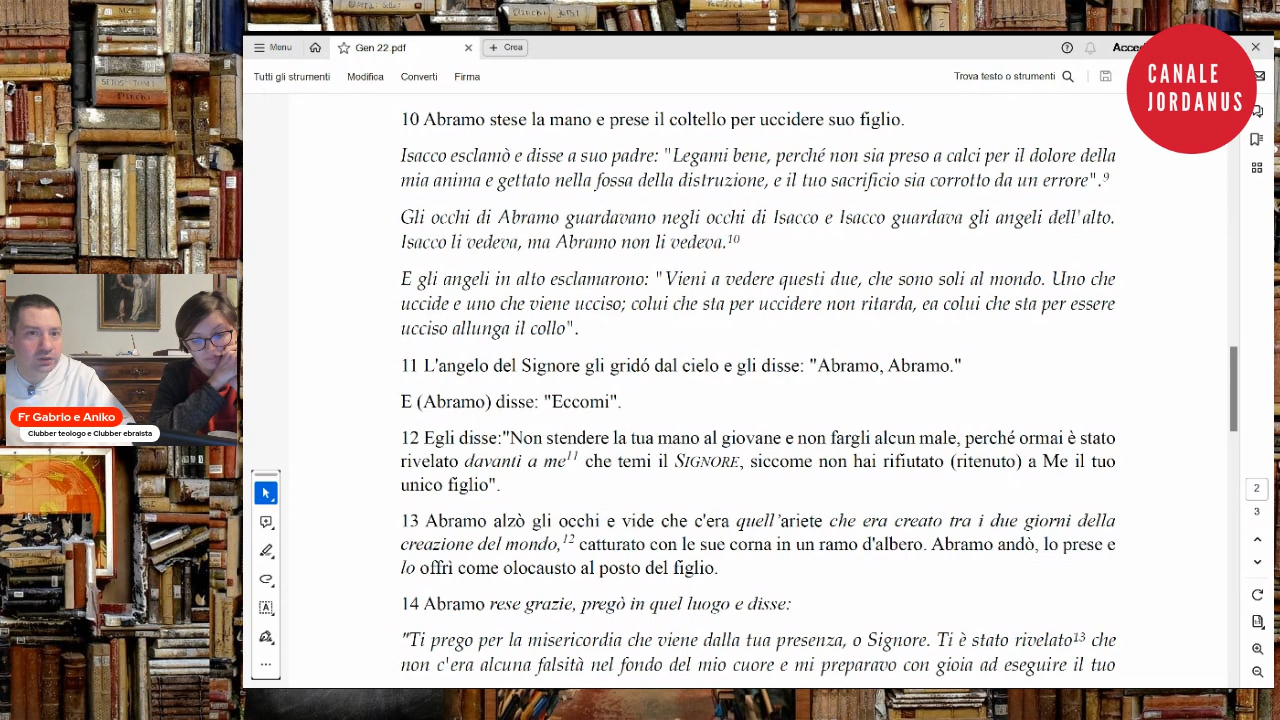 SETOS-TOM·I
Menu
Gen 22.pdf
Crea
Tutti gli strumenti
Modifica
Converti
Firma
Trova testo o strumenti
CANALE
JORDANUS
10 Abramo stese la mano e prese il coltello per uccidere suo figlio.
Isacco esclamò e disse a suo padre: "Legami bene, perché non sia preso a calci per il dolore della
mia anima e gettato nella fossa della distruzione, e il tuo sacrificio sia corrotto da un errore".9
Gli occhi di Abramo guardavano negli occhi di Isacco e Isacco guardava gli angeli dell'alto.
Isacco li vedeva, ma Abramo non li vedeva.10
E gli angeli in alto esclamarono: "Vieni a vedere questi due, che sono soli al mondo. Uno che
uccide e uno che viene ucciso; colui che sta per uccidere non ritarda, ea colui che sta per essere
ucciso allunga il collo".
11 L'angelo del Signore gli gridó dal cielo e gli disse: "Abramo, Abramo."
E (Abramo) disse: "Eccomi".
12 Egli disse:" Non stendere la tua mano al giovane e non fargli alcun male, perché ormai è stato
rivelato davanti a me11 che temi il SIGNORE, siccome non hai rifiutato (ritenuto) a Me il tuo
unico figlio".
13 Abramo alzò gli occhi e vide che c'era quell'ariete che era creato tra i due giorni della
creazione del mondo,12 catturato con le sue corna in un ramo d'albero. Abramo andò, lo prese e
lo offrì come olocausto al posto del figlio.
14 Abramo rese grazie, pregò in quel luogo e disse:
"Ti prego per la misericordia che viene dalla tua presenza, o Signore. Ti è stato rivelato13 che
non c'era alcuna falsità nel fondo del mio cuore e mi preparato con gioia ad eseguire il tuo
2
3
Fr Gabrio e Aniko
Clubber teologo e Clubber ebraista